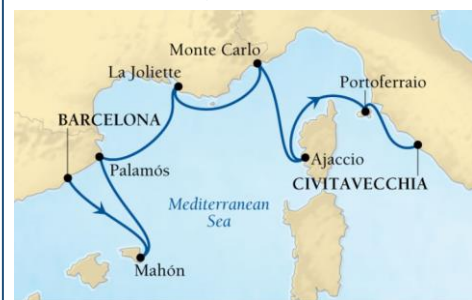 Monte Carlo
La Joliette
Portoferraio
BARCELONA
Palamós
Ajaccio
CIVITAVECCHIA
Mediterranean
Sea
Mahón